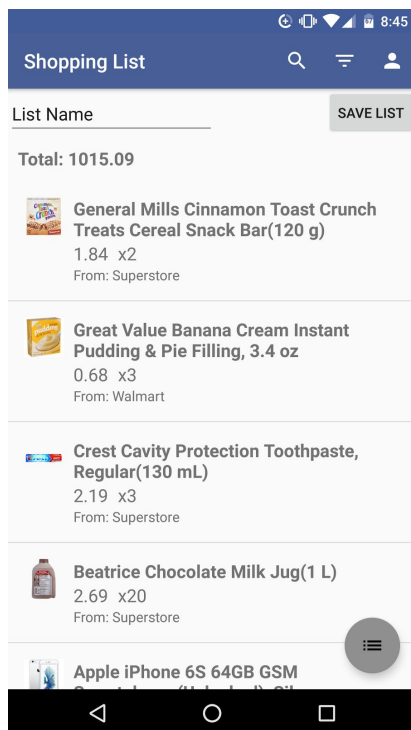 8:45
Shopping List
List Name
SAVE LIST
Total: 1015.09
General Mills Cinnamon Toast Crunch
Treats Cereal Snack Bar(120 g)
1.84 x2
From: Superstore
Great Value Banana Cream Instant
Pudding & Pie Filling, 3.4 oz
0.68 x3
From: Walmart
Crest Cavity Protection Toothpaste,
Regular(130 mL)
2.19 x3
From: Superstore
Beatrice Chocolate Milk Jug(1 L)
2.69 x20
From: Superstore
Apple iPhone 6S 64GB GSM